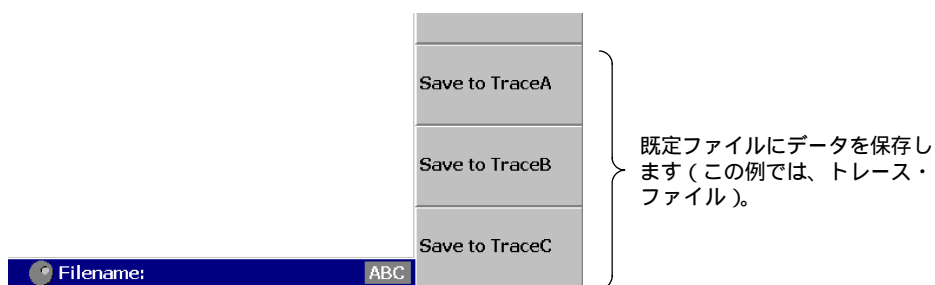 Save to TraceA
Save to TraceB
Save to TraceC
既定ファイルにデータを保存し
ます ( この例では、トレース・
ファイル )。
Filename:
ABC